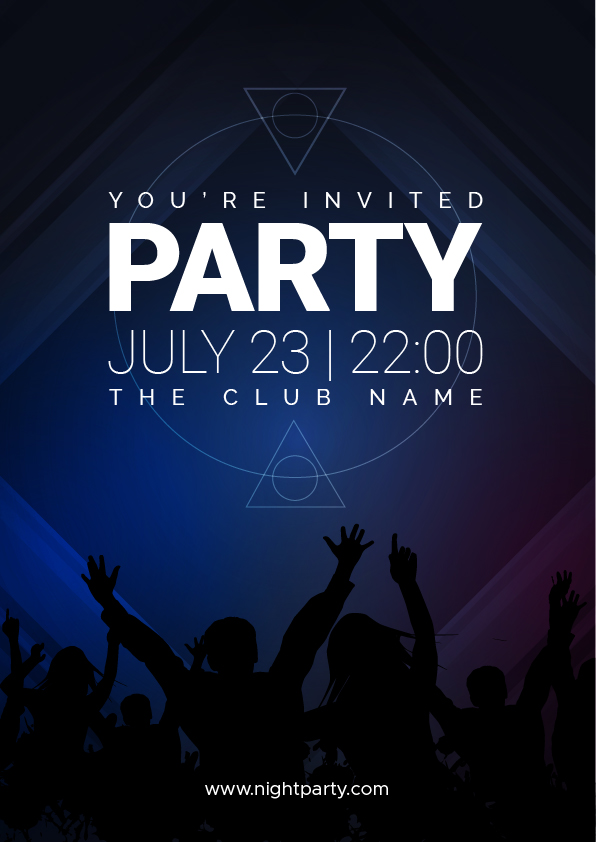 YOU'RE INVITED
PARTY
JULY 23 | 22:00
THE CLUB NAME
www.nightparty.com